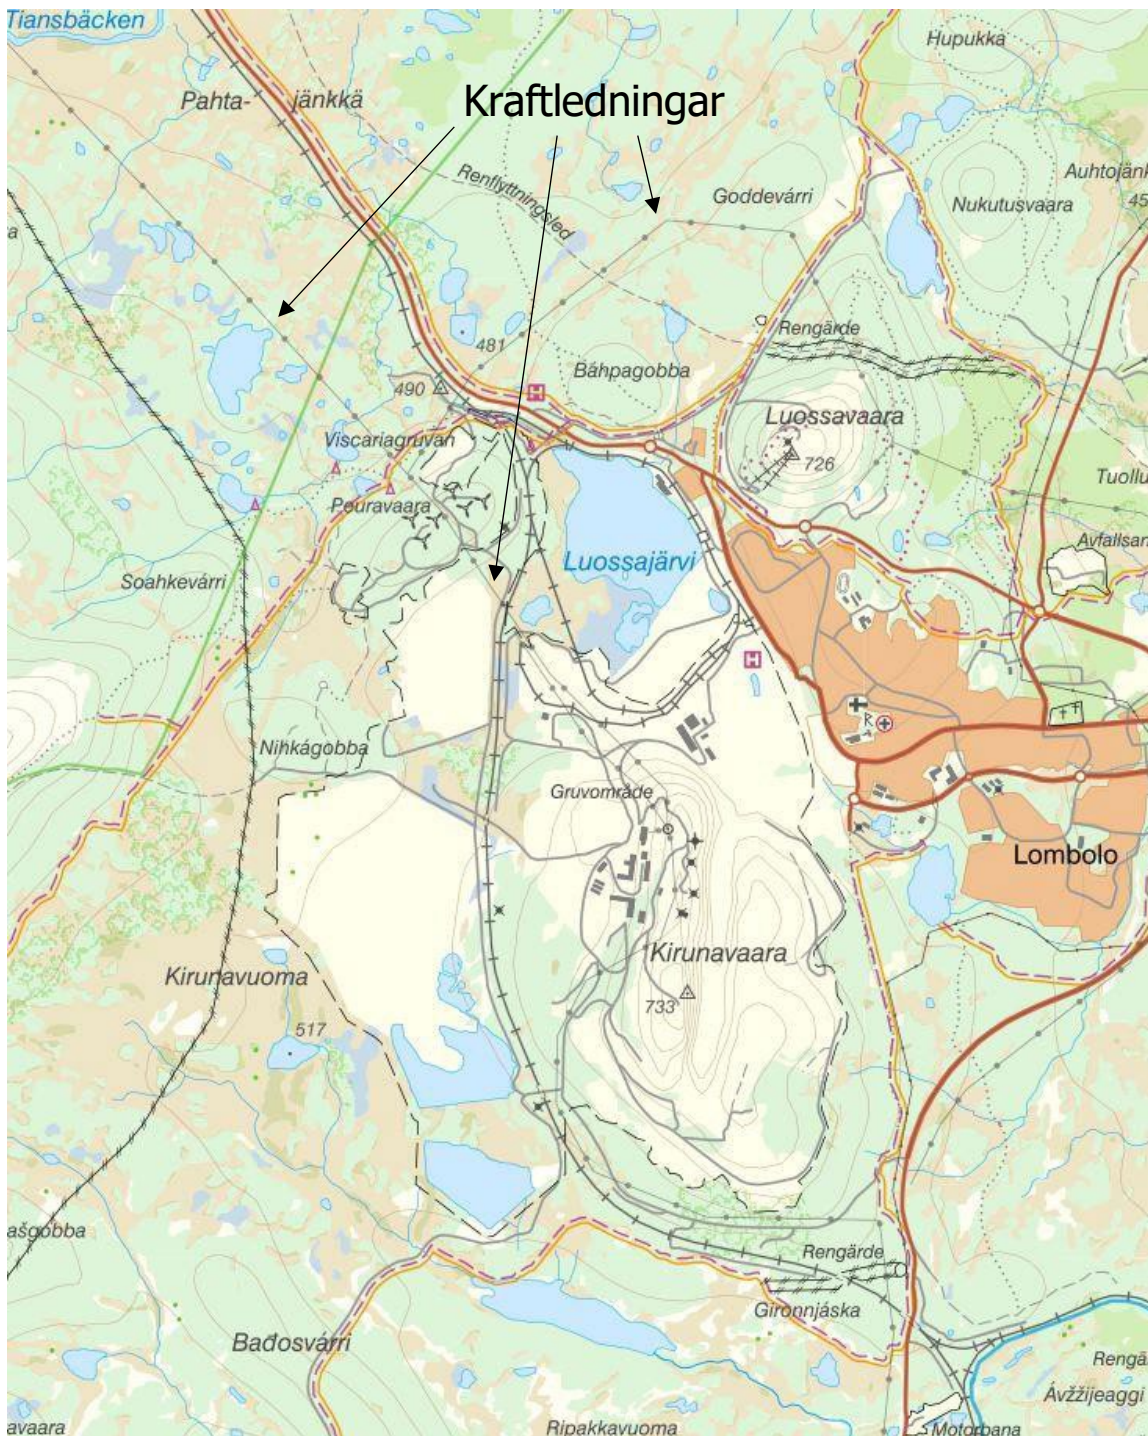 Tiansbäcken
Hupukka
Pahta-
jänkkä
Kraftledningar
Renflyttningsled
Goddevárri
Nukutusvaara
Auhtojänk
45
a
Rengärde
481
490
Báhpagobba
Luossavaara
726
Viscariagruvan
Peuravaara
Tuollu
H
Avfallsan
Luossajärvi
Soahkevárri
H
R
Nihkágobba
Gruvområde
Lombolo
Kirunavaara
733
Kirunavuoma
517
ašgobba
Rengärde
Gironnjáska
Bađosvárri
Rengä
Ávžžijeaggi
avaara
Ripakkavuoma
Motorbana